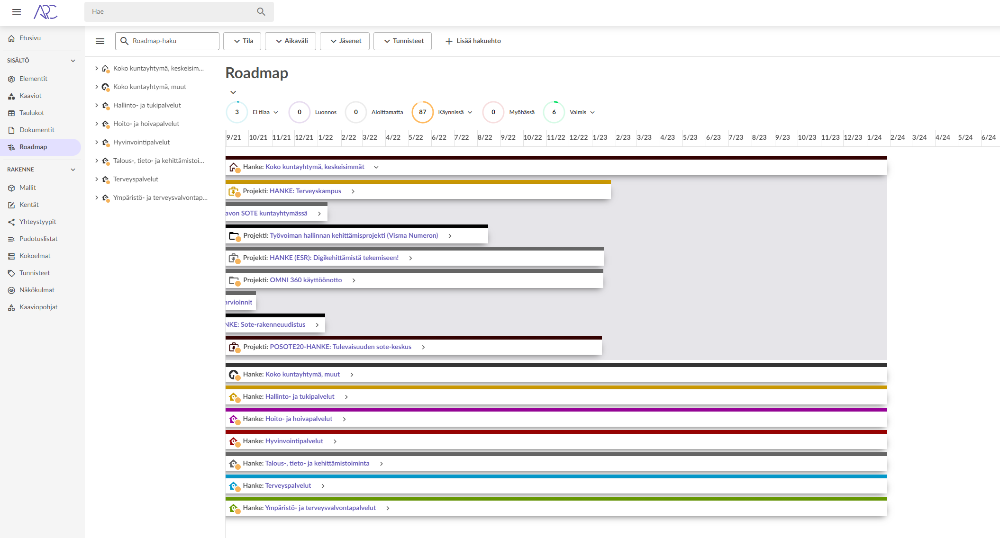 ARC
Hae
Etusivu
SISÄLTÖ
Elementit
Kaaviot
Taulukot
Dokumentit
Roadmap
RAKENNE
Mallit
Kentät
Yhteystyypit
Pudotuslistat
Kokoelmat
Tunnisteet
Näkökulmat
Kaaviopohjat
Roadmap-haku
Tila
Aikaväli
Jäsenet
Tunnisteet
Lisää hakuehto
Koko kuntayhtymä, keskeisim...
Koko kuntayhtymä, muut
Hallinto- ja tukipalvelut
Hoito- ja hoivapalvelut
Hyvinvointipalvelut
Talous-, tieto- ja kehittämistoi...
Terveyspalvelut
Ympäristö- ja terveysvalvontap...
Roadmap
3 Ei tilaa 0 Luonnos 0 Aloittamatta 87 Käynnissä 0 Myöhässä 6 Valmis
9/21 10/21 11/21 12/21 1/22 2/22 3/22 4/22 5/22 6/22 7/22 8/22 9/22 10/22 11/22 12/22 1/23 2/23 3/23 4/23 5/23 6/23 7/23 8/23 9/23 10/23 11/23 12/23 1/24 2/24 3/24 4/24 5/24 6/24
Hanke: Koko kuntayhtymä, keskeisimmät
Projekti: HANKE: Terveyskampus
avon SOTE kuntayhtymässä
Projekti: Työvoiman hallinnan kehittämisprojekti (Visma Numeron)
Projekti: HANKE (ESR): Digikehittämistä tekemiseen!
Projekti: OMNI 360 käyttöönotto
arvioinnit
NKE: Sote-rakenneuudistus
Projekti: POSOTE20-HANKE: Tulevaisuuden sote-keskus
Hanke: Koko kuntayhtymä, muut
Hanke: Hallinto- ja tukipalvelut
Hanke: Hoito- ja hoivapalvelut
Hanke: Hyvinvointipalvelut
Hanke: Talous-, tieto- ja kehittämistoiminta
Hanke: Terveyspalvelut
Hanke: Ympäristö- ja terveysvalvontapalvelut